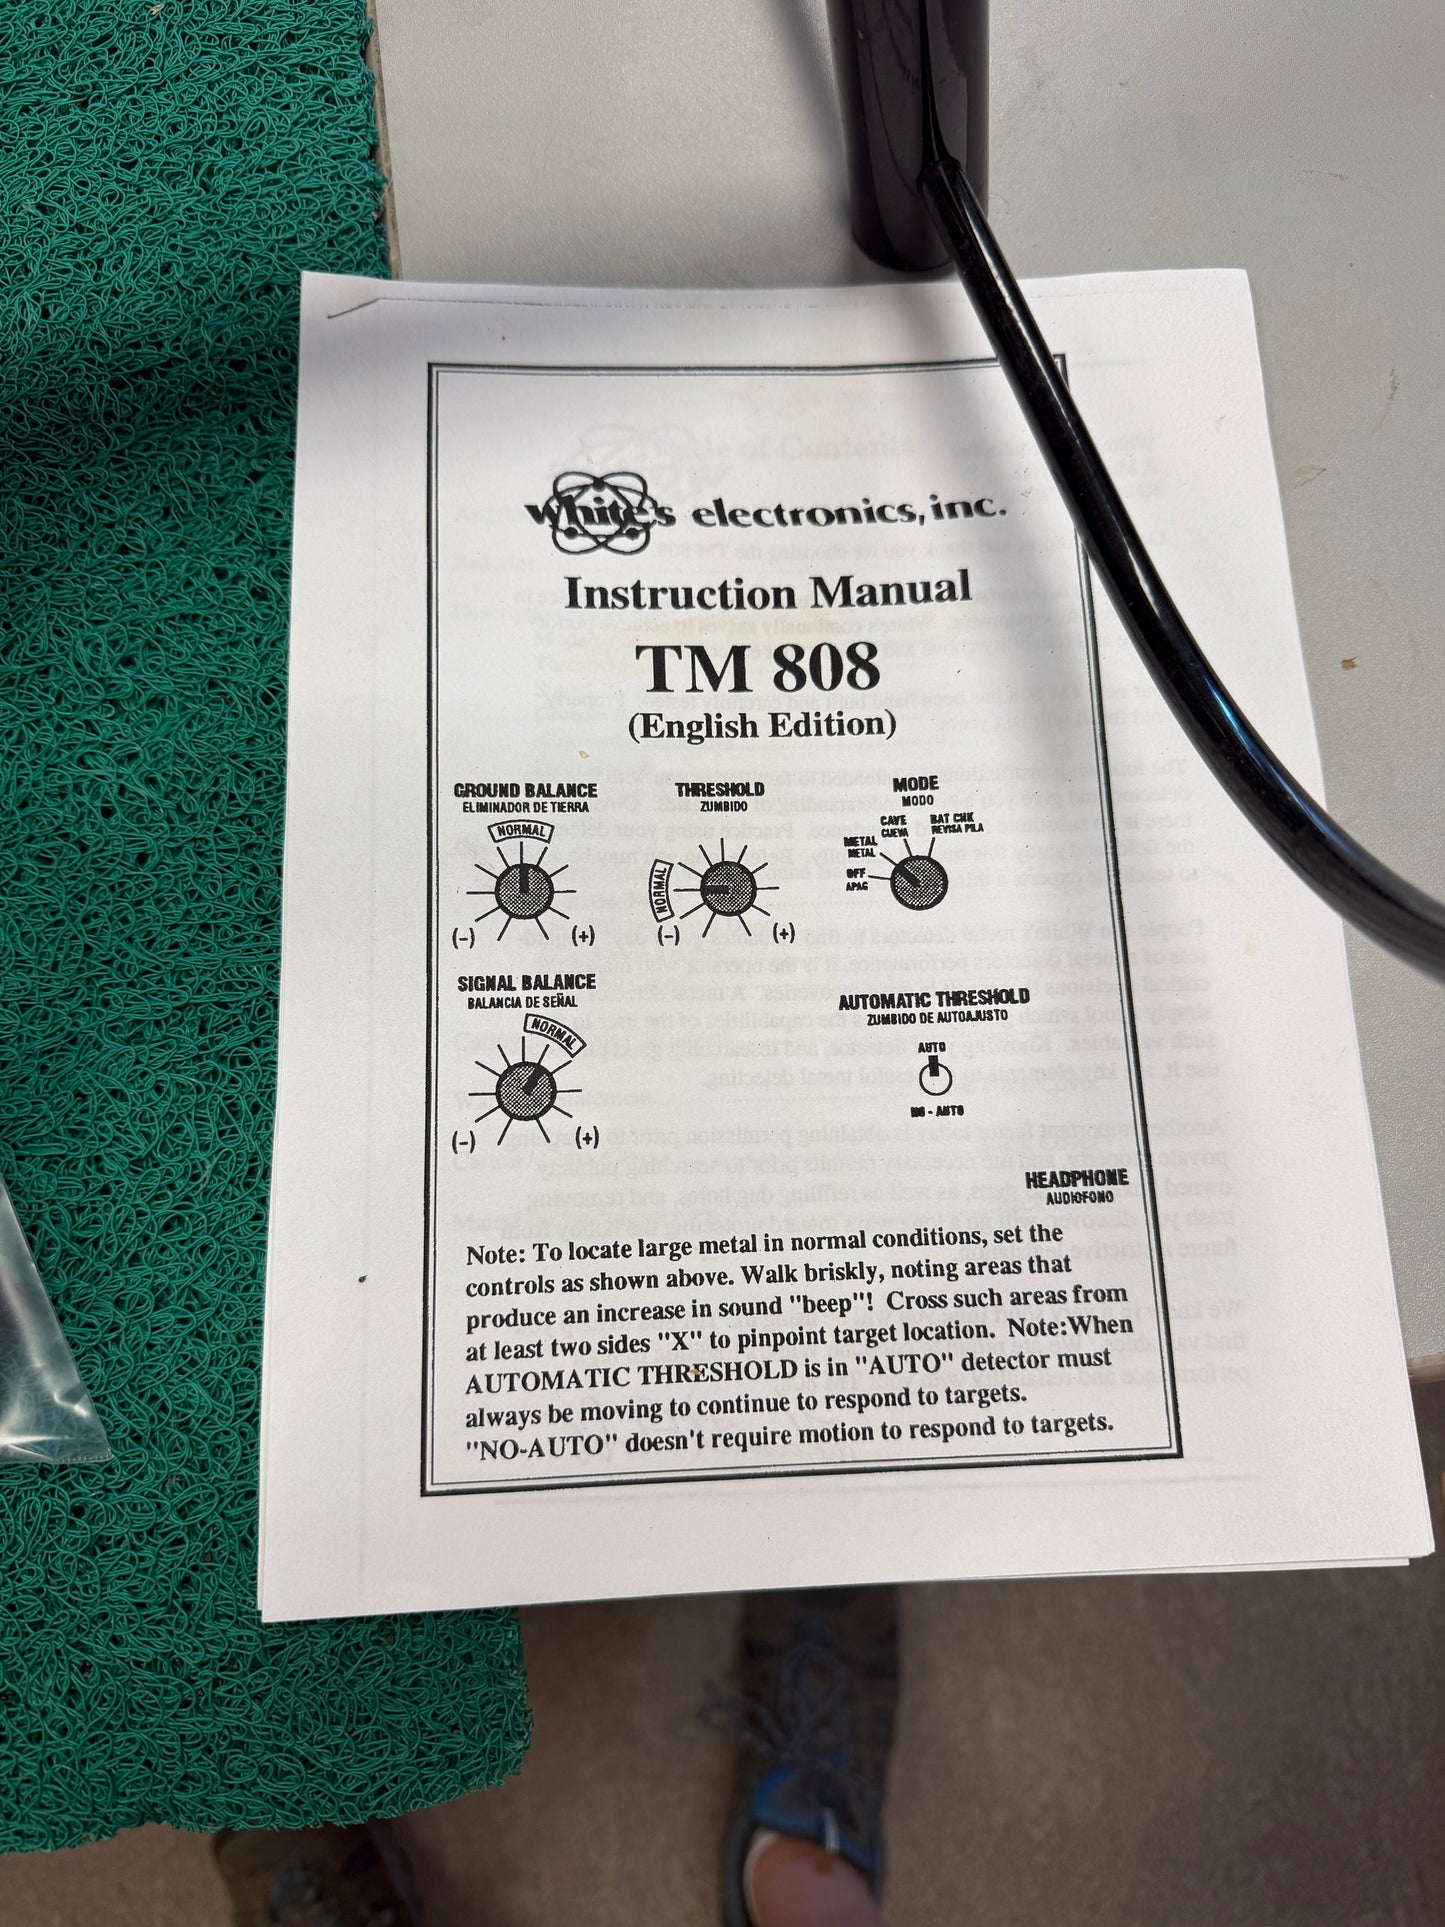 White's electronics, inc.
Instruction Manual
TM 808
(English Edition)
GROUND BALANCE
ELIMINADOR DE TIERRA
NORMAL
(-)
(+)
THRESHOLD
ZUMBIDO
NORMAL
(-)
(+)
MODE
MODO
CAVE
CUEVA
BAT CHK
REVISA PILA
METAL
METAL
OFF
APAG
SIGNAL BALANCE
BALANCIA DE SEÑAL
NORMAL
(-)
(+)
AUTOMATIC THRESHOLD
ZUMBIDO DE AUTOAJUSTO
AUTO
NO - AUTO
HEADPHONE
AUDIOFONO
Note: To locate large metal in normal conditions, set the
controls as shown above. Walk briskly, noting areas that
produce an increase in sound "beep"! Cross such areas from
at least two sides "X" to pinpoint target location. Note:When
AUTOMATIC THRESHOLD is in "AUTO" detector must
always be moving to continue to respond to targets.
"NO-AUTO" doesn't require motion to respond to targets.